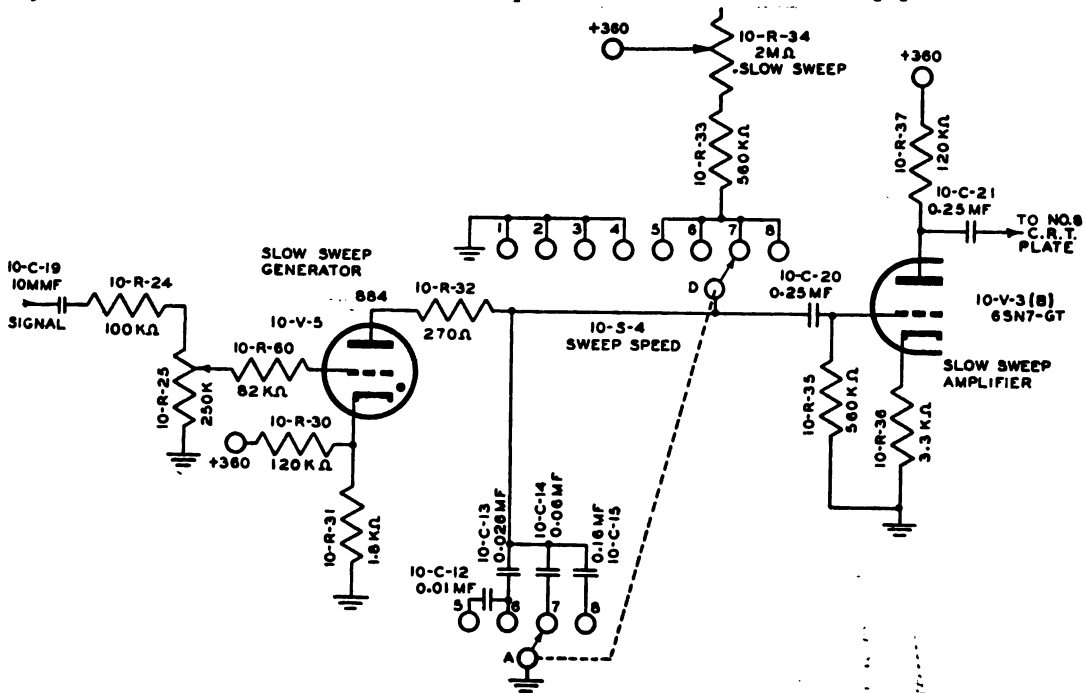 +360
10-R-34
2MΩ
SLOW SWEEP
+360
10-R-33
560KΩ
10-R-37
120KΩ
10-C-21
0.25MF
TO NO.8
C.R.T.
PLATE
1 2 3 4 5 6 7 8
SLOW SWEEP
GENERATOR
10-C-19
10MMF
SIGNAL
10-R-24
100KΩ
884
10-R-32
270Ω
D
10-C-20
0.25MF
10-V-3(B)
6SN7-GT
10-V-5
10-S-4
SWEEP SPEED
10-R-25
250K
10-R-60
82KΩ
SLOW SWEEP
AMPLIFIER
10-R-35
560KΩ
10-R-36
3.3KΩ
10-R-30
+360
120KΩ
10-R-31
1.8KΩ
10-C-13
0.026MF
10-C-14
0.06MF
0.16MF
10-C-15
10-C-12
0.01MF
5 6 7 8
A